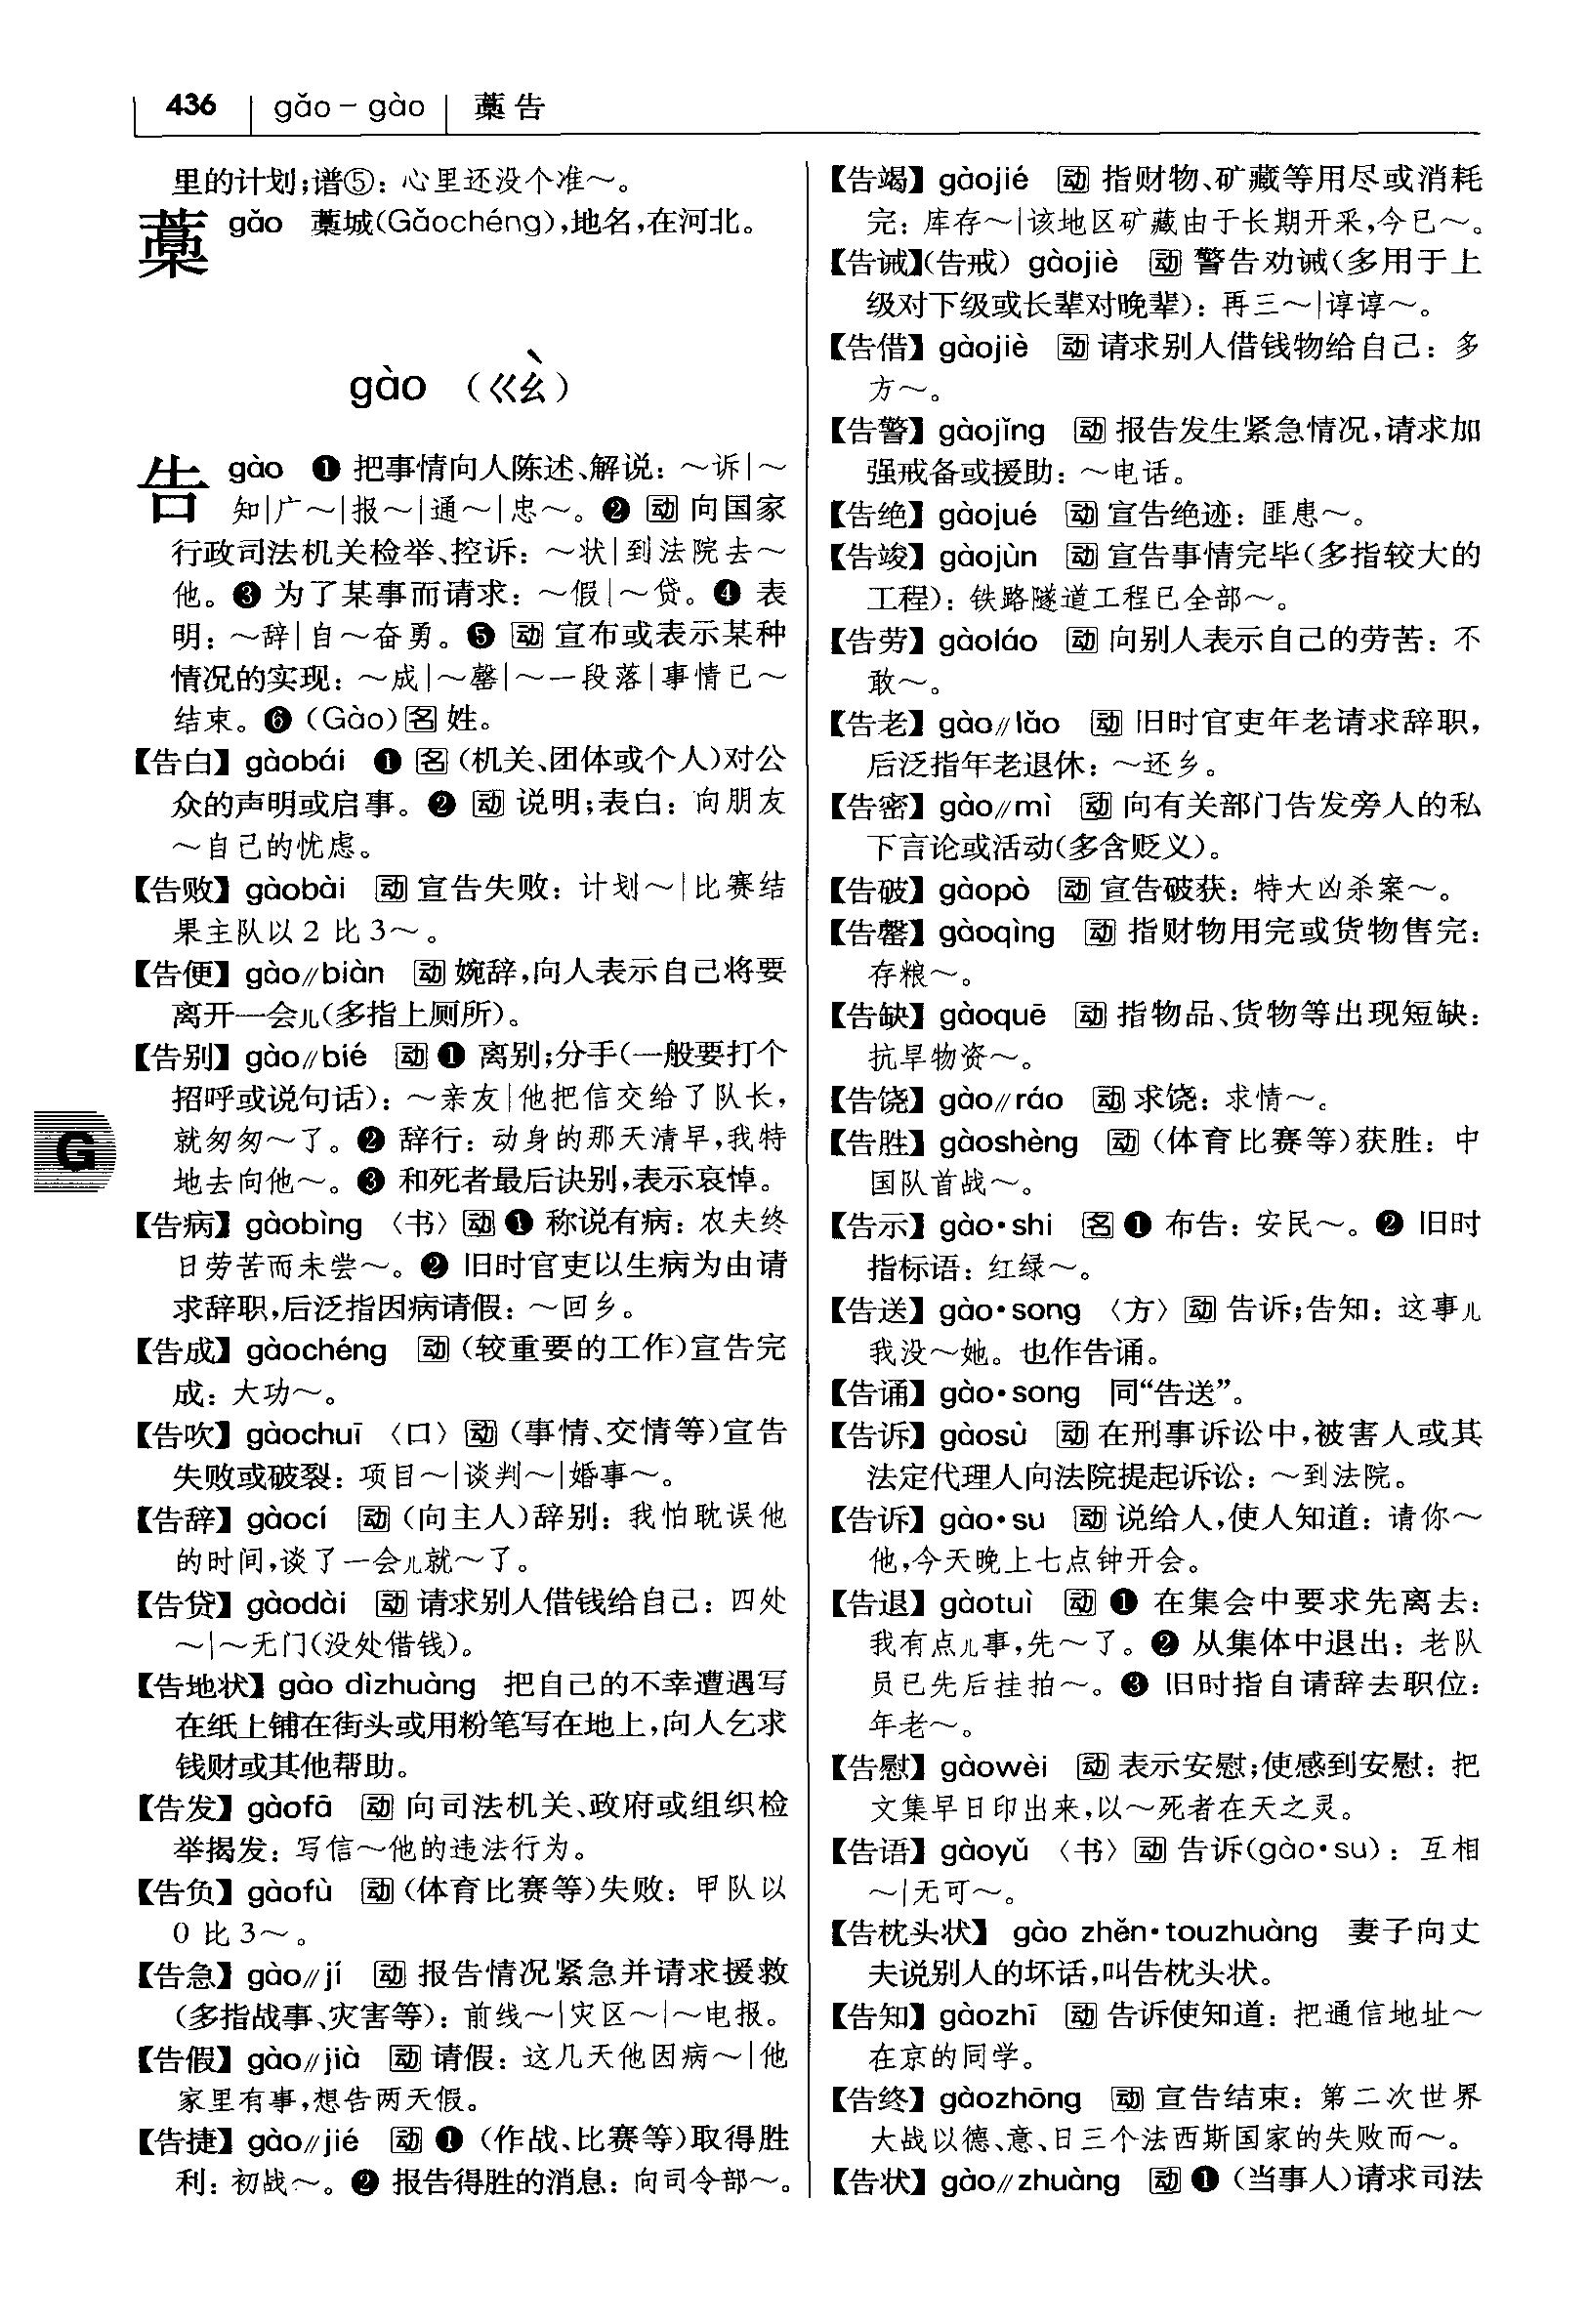 436 gǎo－gào 藁告
里的计划;谱⑤：心里还没个准～。
藁 gǎo 藁城(Gǎochéng),地名,在河北。
gào （ㄍㄠˋ）
告 gào ❶ 把事情向人陈述、解说：～诉|～
知|广～|报～|通～|忠～。❷ 动 向国家
行政司法机关检举、控诉：～状|到法院去～
他。❸ 为了某事而请求：～假|～贷。❹ 表
明：～辞|自～奋勇。❺ 动 宣布或表示某种
情况的实现：～成|～罄|～一段落|事情已～
结束。❻ (Gào) 名 姓。
【告白】gàobái ❶ 名 (机关、团体或个人)对公
众的声明或启事。❷ 动 说明;表白：向朋友
～自己的忧虑。
【告败】gàobài 动 宣告失败：计划～|比赛结
果主队以2比3～。
【告便】gào∥biàn 动 婉辞,向人表示自己将要
离开一会儿(多指上厕所)。
【告别】gào∥bié 动 ❶ 离别;分手(一般要打个
招呼或说句话)：～亲友|他把信交给了队长,
就匆匆～了。❷ 辞行：动身的那天清早,我特
地去向他～。❸ 和死者最后诀别,表示哀悼。
【告病】gàobìng 〈书〉动 ❶ 称说有病：农夫终
日劳苦而未尝～。❷ 旧时官吏以生病为由请
求辞职,后泛指因病请假：～回乡。
【告成】gàochéng 动 (较重要的工作)宣告完
成：大功～。
【告吹】gàochuī 〈口〉动 (事情、交情等)宣告
失败或破裂：项目～|谈判～|婚事～。
【告辞】gàocí 动 (向主人)辞别：我怕耽误他
的时间,谈了一会儿就～了。
【告贷】gàodài 动 请求别人借钱给自己：四处
～|～无门(没处借钱)。
【告地状】gào dìzhuàng 把自己的不幸遭遇写
在纸上铺在街头或用粉笔写在地上,向人乞求
钱财或其他帮助。
【告发】gàofā 动 向司法机关、政府或组织检
举揭发：写信～他的违法行为。
【告负】gàofù 动 (体育比赛等)失败：甲队以
0比3～。
【告急】gào∥jí 动 报告情况紧急并请求援救
(多指战事、灾害等)：前线～|灾区～|～电报。
【告假】gào∥jià 动 请假：这几天他因病～|他
家里有事,想告两天假。
【告捷】gào∥jié 动 ❶ (作战、比赛等)取得胜
利：初战～。❷ 报告得胜的消息：向司令部～。
G
【告竭】gàojié 动 指财物、矿藏等用尽或消耗
完：库存～|该地区矿藏由于长期开采,今已～。
【告诫】(告戒) gàojiè 动 警告劝诫(多用于上
级对下级或长辈对晚辈)：再三～|谆谆～。
【告借】gàojiè 动 请求别人借钱物给自己：多
方～。
【告警】gàojǐng 动 报告发生紧急情况,请求加
强戒备或援助：～电话。
【告绝】gàojué 动 宣告绝迹：匪患～。
【告竣】gàojùn 动 宣告事情完毕(多指较大的
工程)：铁路隧道工程已全部～。
【告劳】gàoláo 动 向别人表示自己的劳苦：不
敢～。
【告老】gào∥lǎo 动 旧时官吏年老请求辞职,
后泛指年老退休：～还乡。
【告密】gào∥mì 动 向有关部门告发旁人的私
下言论或活动(多含贬义)。
【告破】gàopò 动 宣告破获：特大凶杀案～。
【告罄】gàoqìng 动 指财物用完或货物售完：
存粮～。
【告缺】gàoquē 动 指物品、货物等出现短缺：
抗旱物资～。
【告饶】gào∥ráo 动 求饶：求情～。
【告胜】gàoshèng 动 (体育比赛等)获胜：中
国队首战～。
【告示】gào·shi 名 ❶ 布告：安民～。❷ 旧时
指标语：红绿～。
【告送】gào·song 〈方〉动 告诉;告知：这事儿
我没～她。也作告诵。
【告诵】gào·song 同“告送”。
【告诉】gàosù 动 在刑事诉讼中,被害人或其
法定代理人向法院提起诉讼：～到法院。
【告诉】gào·su 动 说给人,使人知道：请你～
他,今天晚上七点钟开会。
【告退】gàotuì 动 ❶ 在集会中要求先离去：
我有点儿事,先～了。❷ 从集体中退出：老队
员已先后挂拍～。❸ 旧时指自请辞去职位：
年老～。
【告慰】gàowèi 动 表示安慰;使感到安慰：把
文集早日印出来,以～死者在天之灵。
【告语】gàoyǔ 〈书〉动 告诉(gào·su)：互相
～|无可～。
【告枕头状】 gào zhěn·touzhuàng 妻子向丈
夫说别人的坏话,叫告枕头状。
【告知】gàozhī 动 告诉使知道：把通信地址～
在京的同学。
【告终】gàozhōng 动 宣告结束：第二次世界
大战以德、意、日三个法西斯国家的失败而～。
【告状】gào∥zhuàng 动 ❶ (当事人)请求司法